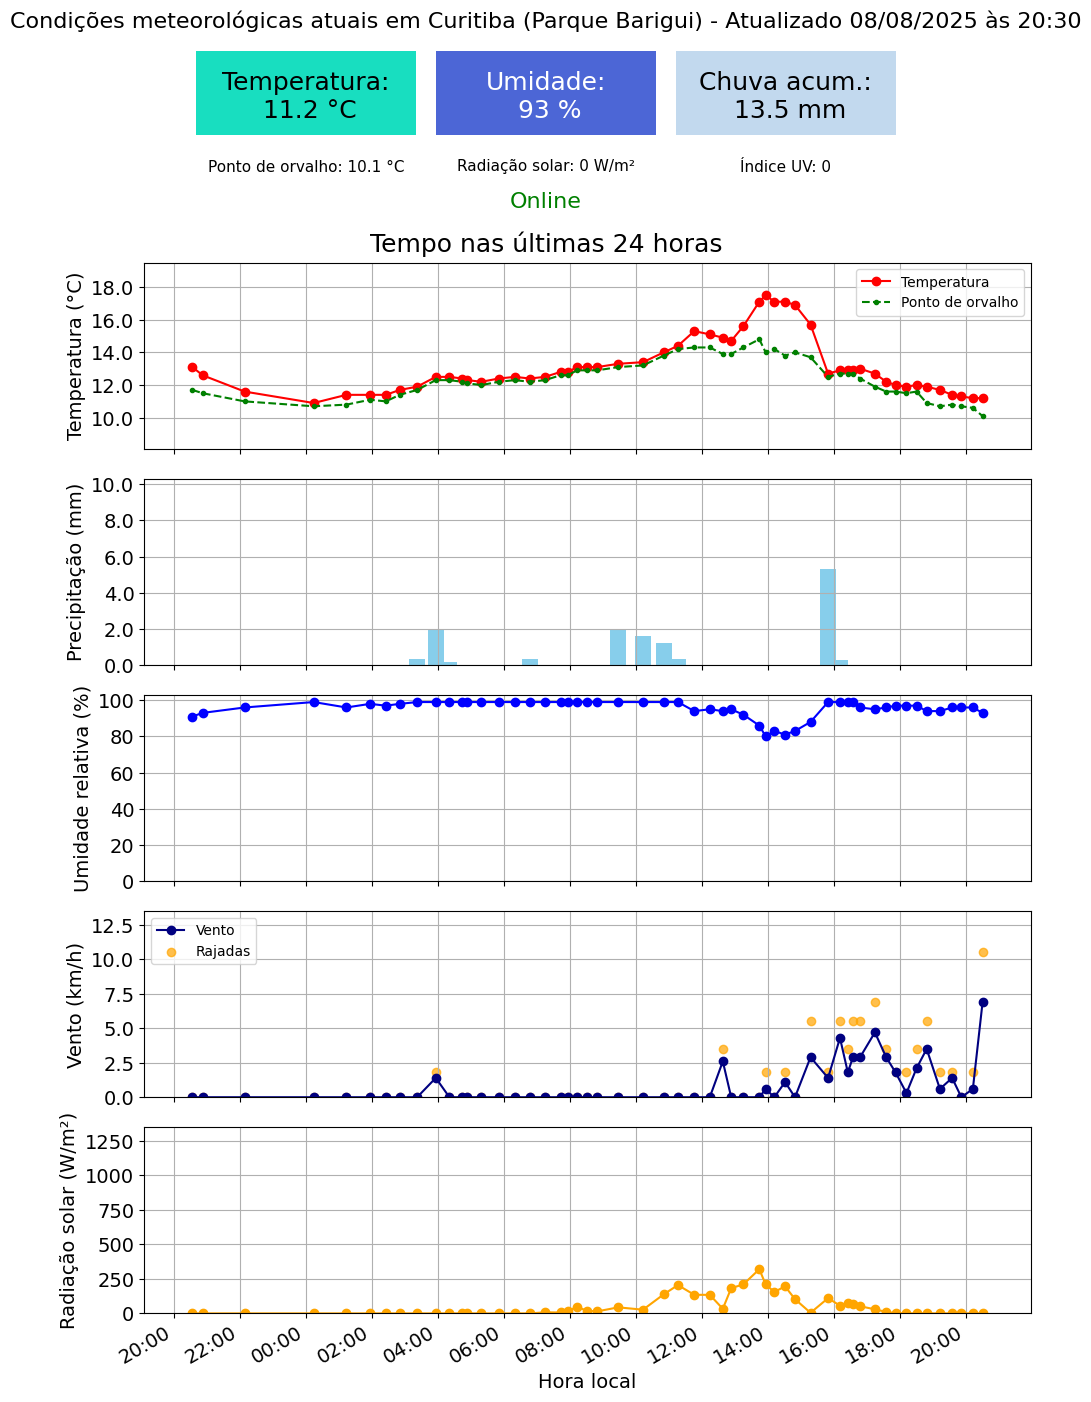 Condições meteorológicas atuais em Curitiba (Parque Barigui) - Atualizado 08/08/2025 às 20:30
Temperatura:
11.2 °C
Umidade:
93 %
Chuva acum.:
13.5 mm
Ponto de orvalho: 10.1 °C
Radiação solar: 0 W/m²
Índice UV: 0
Online
Tempo nas últimas 24 horas
Temperatura (°C)
18.0
16.0
14.0
12.0
10.0
Temperatura
Ponto de orvalho
Precipitação (mm)
10.0
8.0
6.0
4.0
2.0
0.0
Umidade relativa (%)
100
80
60
40
20
0
Vento (km/h)
12.5
10.0
7.5
5.0
2.5
0.0
Vento
Rajadas
Radiação solar (W/m²)
1250
1000
750
500
250
0
20:00
22:00
00:00
02:00
04:00
06:00
08:00
10:00
12:00
14:00
16:00
18:00
20:00
Hora local